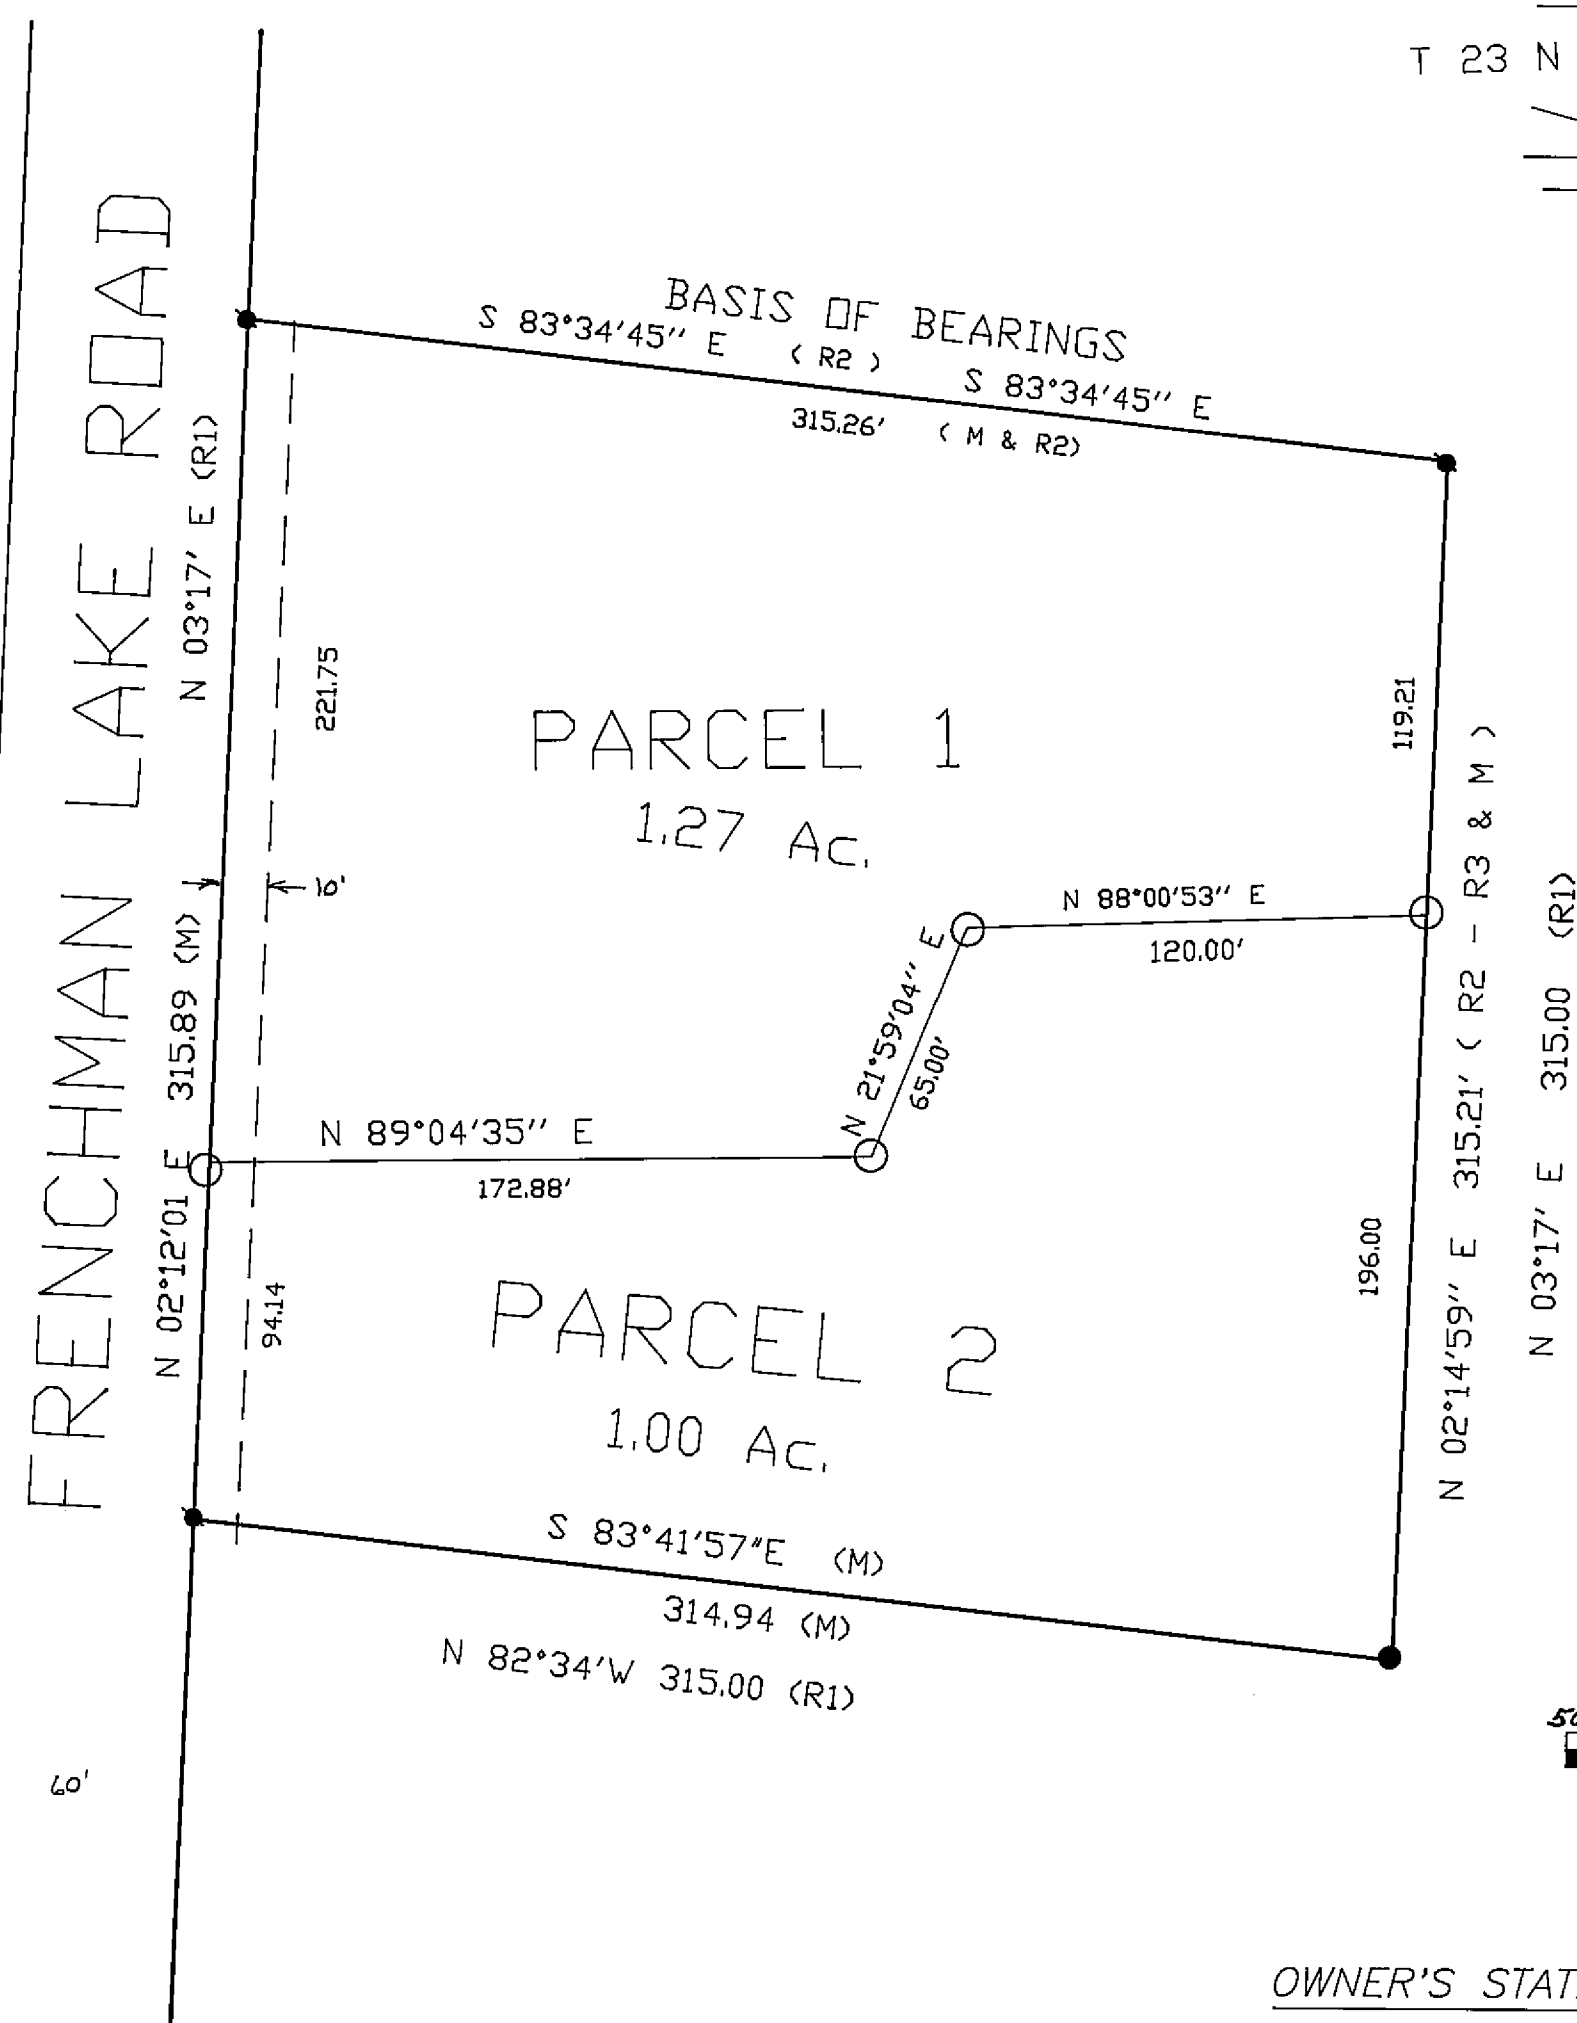 T 23 N
BASIS OF BEARINGS
S 83°34'45" E ( R2 )
S 83°34'45" E
315.26' ( M & R2)
FRENCHMAN LAKE ROAD
N 03°17' E (R1)
221.75
PARCEL 1
1.27 Ac.
119.21
10'
N 88°00'53" E
120.00'
N 21°59'04" E
65.00'
N 02°12'01 E 315.89 (M)
N 89°04'35" E
172.88'
N 02°14'59" E 315.21' ( R2 - R3 & M )
N 03°17' E 315.00 (R1)
94.14
196.00
PARCEL 2
1.00 Ac.
S 83°41'57"E (M)
314.94 (M)
N 82°34'W 315.00 (R1)
60'
OWNER'S STAT